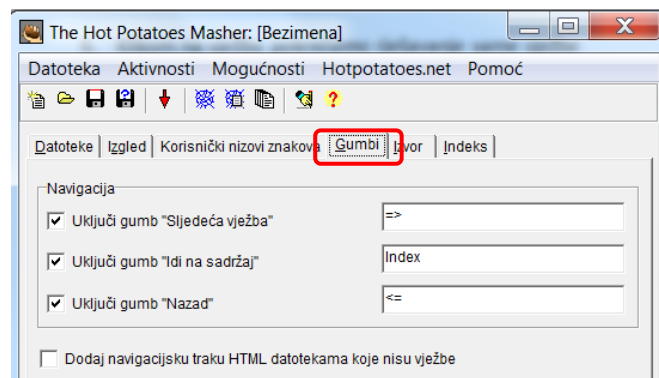 The Hot Potatoes Masher: [Bezimena]
Datoteka Aktivnosti Mogućnosti Hotpotatoes.net Pomoć
Datoteke Izgled Korisnički nizovi znakova Gumbi Izvor Indeks
Navigacija
Uključi gumb "Sljedeća vježba" =>
Uključi gumb "Idi na sadržaj" Index
Uključi gumb "Nazad" <=
Dodaj navigacijsku traku HTML datotekama koje nisu vježbe